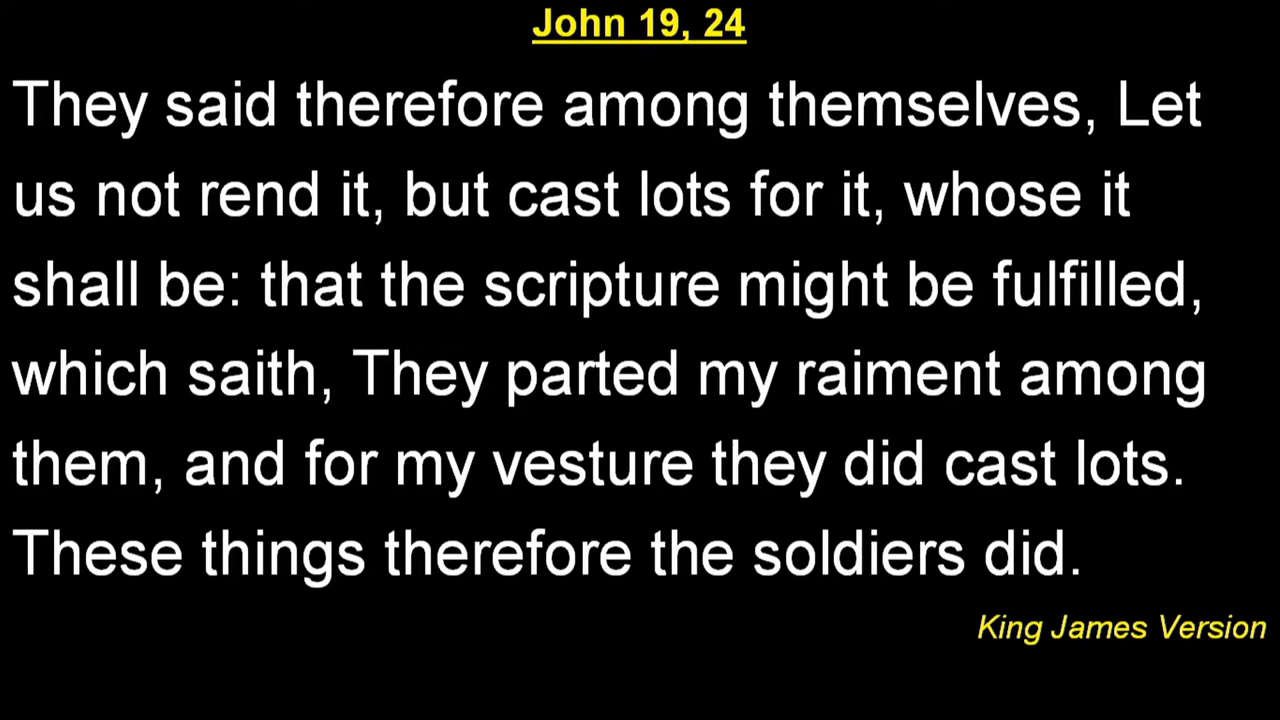 John 19, 24
They said therefore among themselves, Let
us not rend it, but cast lots for it, whose it
shall be: that the scripture might be fulfilled,
which saith, They parted my raiment among
them, and for my vesture they did cast lots.
These things therefore the soldiers did.
King James Version